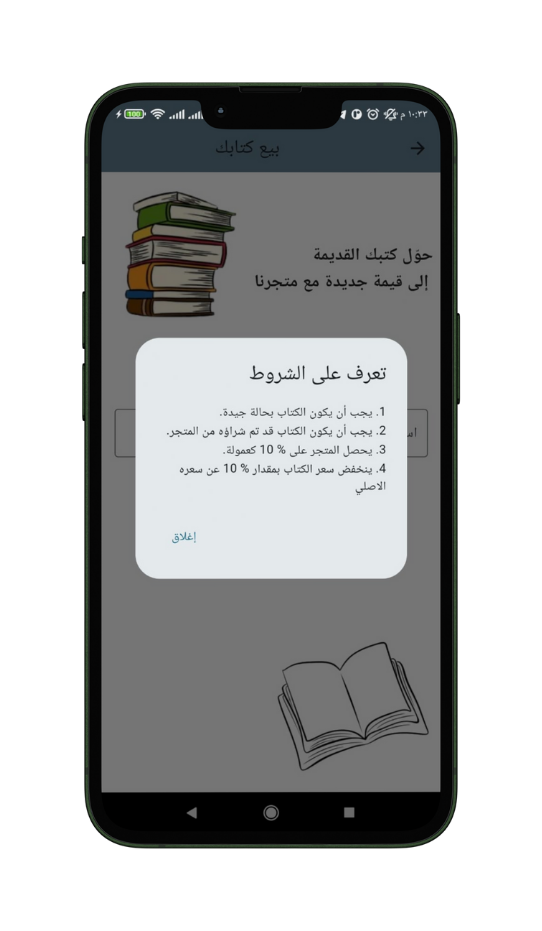 100
١٠:٢٣ م
بيع كتابك
حوّل كتبك القديمة
إلى قيمة جديدة مع متجرنا
تعرف على الشروط
1. يجب أن يكون الكتاب بحالة جيدة.
2. يجب أن يكون الكتاب قد تم شراؤه من المتجر.
3. يحصل المتجر على % 10 كعمولة.
4. ينخفض سعر الكتاب بمقدار % 10 عن سعره
الاصلي
إغلاق